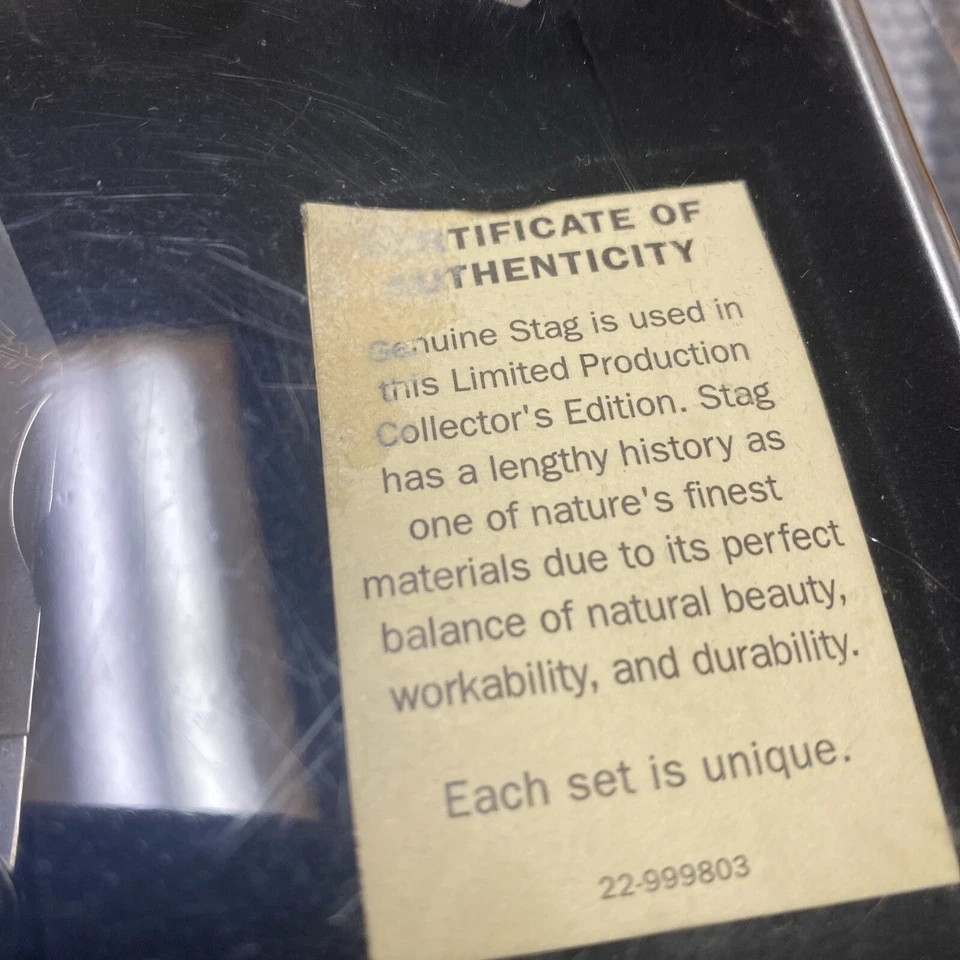 CERTIFICATE OF
AUTHENTICITY
Genuine Stag is used in
this Limited Production
Collector's Edition. Stag
has a lengthy history as
one of nature's finest
materials due to its perfect
balance of natural beauty,
workability, and durability.
Each set is unique.
22-999803